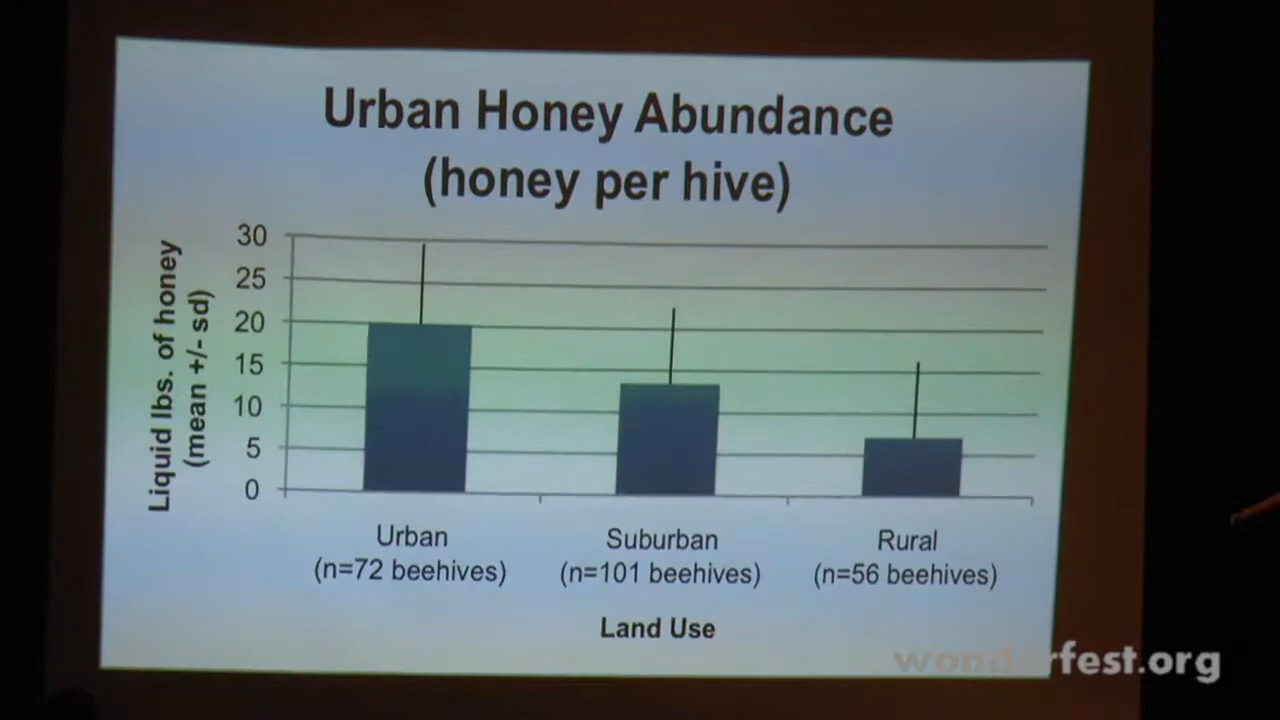 Urban Honey Abundance
(honey per hive)
Liquid lbs. of honey
(mean +/- sd)
30
25
20
15
10
5
0
Urban
(n=72 beehives)
Suburban
(n=101 beehives)
Rural
(n=56 beehives)
Land Use
wonderfest.org